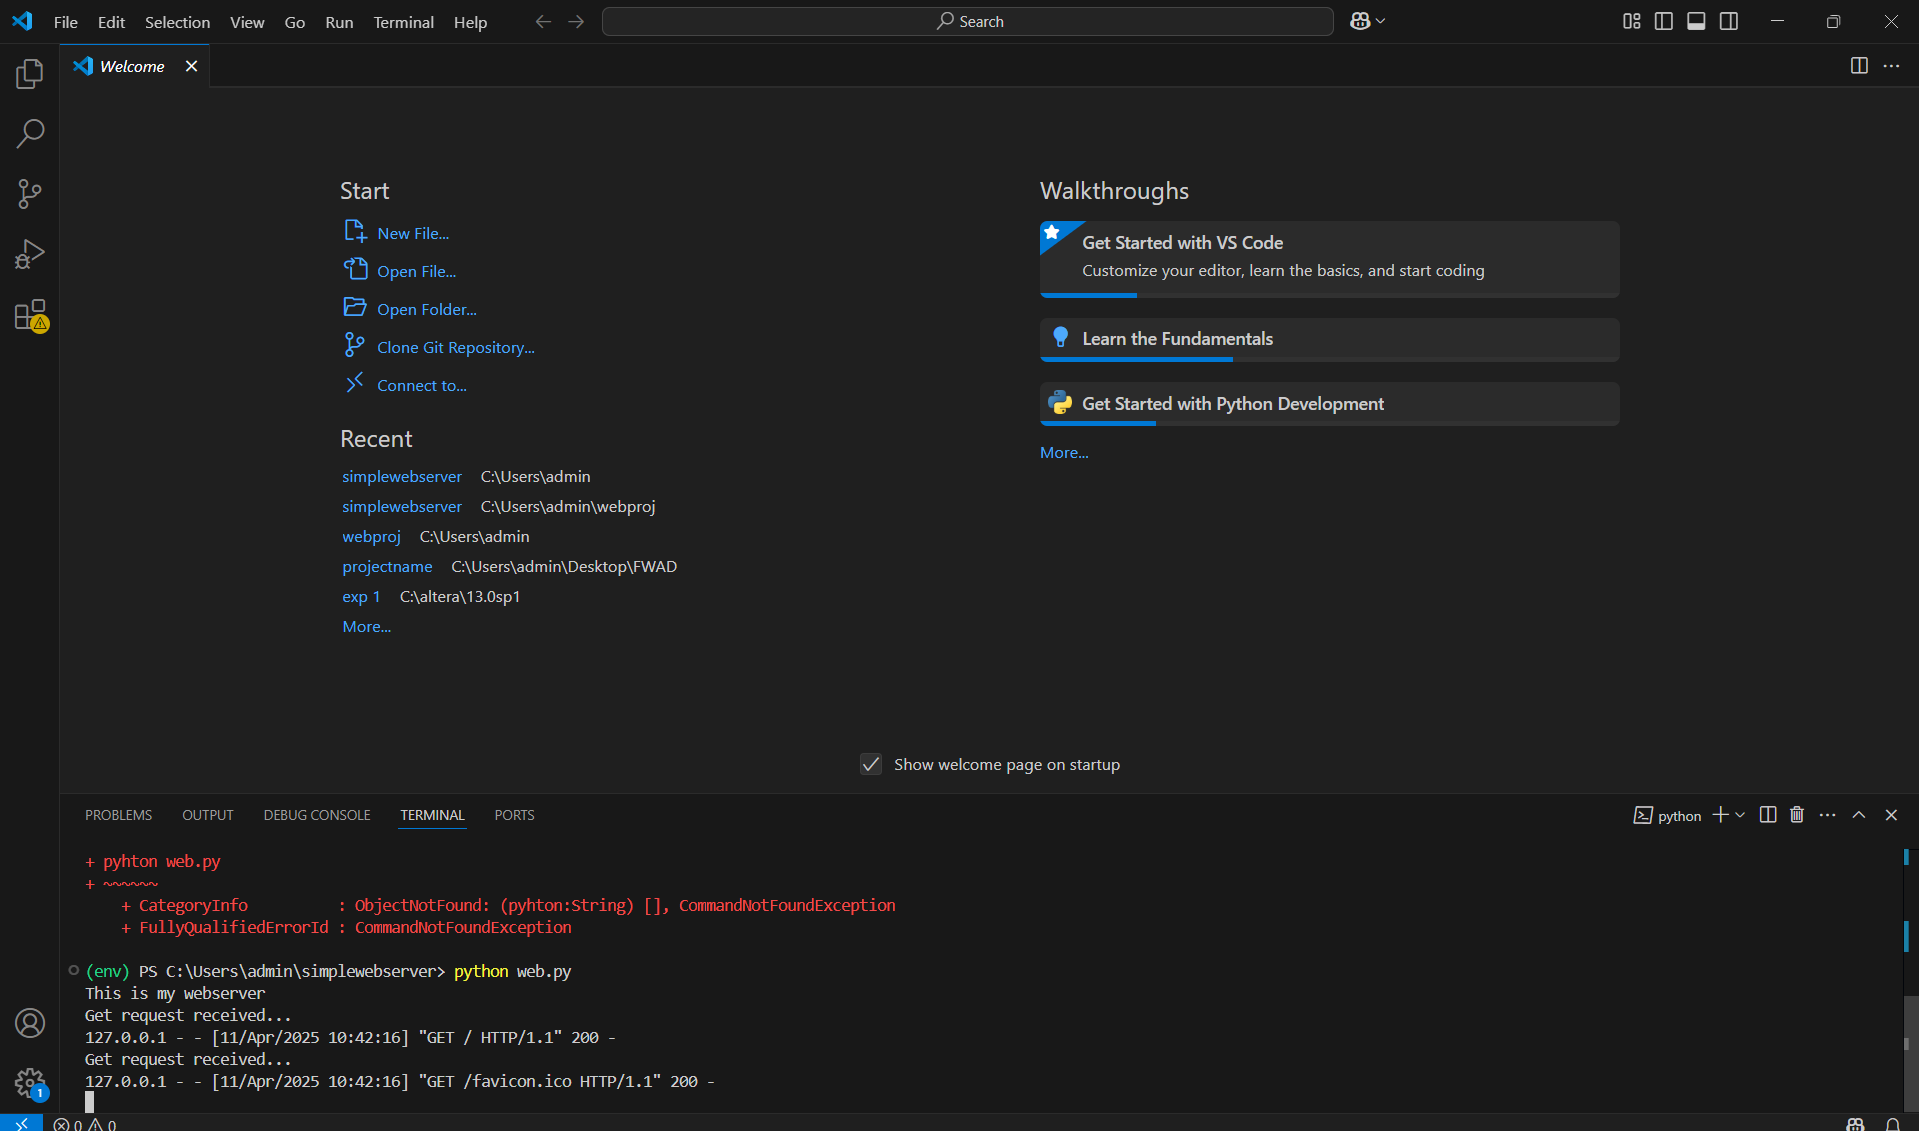 File Edit Selection View Go Run Terminal Help Search
Welcome
Start
New File...
Open File...
Open Folder...
Clone Git Repository...
Connect to...
Recent
simplewebserver C:\Users\admin
simplewebserver C:\Users\admin\webproj
webproj C:\Users\admin
projectname C:\Users\admin\Desktop\FWAD
exp 1 C:\altera\13.0sp1
More...
Walkthroughs
Get Started with VS Code
Customize your editor, learn the basics, and start coding
Learn the Fundamentals
Get Started with Python Development
More...
Show welcome page on startup
PROBLEMS OUTPUT DEBUG CONSOLE TERMINAL PORTS
python
+ pyhton web.py
+ ~~~~~~
+ CategoryInfo : ObjectNotFound: (pyhton:String) [], CommandNotFoundException
+ FullyQualifiedErrorId : CommandNotFoundException
(env) PS C:\Users\admin\simplewebserver> python web.py
This is my webserver
Get request received...
127.0.0.1 - - [11/Apr/2025 10:42:16] "GET / HTTP/1.1" 200 -
Get request received...
127.0.0.1 - - [11/Apr/2025 10:42:16] "GET /favicon.ico HTTP/1.1" 200 -
1
0 0